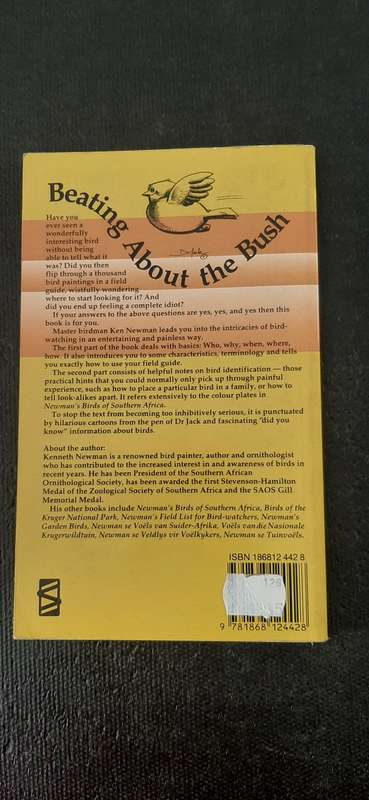 Beating About the Bush
Dr Jack
Have you
ever seen a
wonderfully
interesting bird
without being
able to tell what it
was? Did you then
flip through a thousand
bird paintings in a field
guide, wistfully wondering
where to start looking for it? And
did you end up feeling a complete idiot?
If your answers to the above questions are yes, yes, and yes then this
book is for you.
Master birdman Ken Newman leads you into the intricacies of bird-
watching in an entertaining and painless way.
The first part of the book deals with basics: Who, why, when, where,
how. It also introduces you to some characteristics, terminology and tells
you exactly how to use your field guide.
The second part consists of helpful notes on bird identification — those
practical hints that you could normally only pick up through painful
experience, such as how to place a particular bird in a family, or how to
tell look-alikes apart. It refers extensively to the colour plates in
Newman's Birds of Southern Africa.
To stop the text from becoming too inhibitively serious, it is punctuated
by hilarious cartoons from the pen of Dr Jack and fascinating "did you
know" information about birds.
About the author:
Kenneth Newman is a renowned bird painter, author and ornithologist
who has contributed to the increased interest in and awareness of birds in
recent years. He has been President of the Southern African
Ornithological Society, has been awarded the first Stevenson-Hamilton
Medal of the Zoological Society of Southern Africa and the SAOS Gill
Memorial Medal.
His other books include Newman's Birds of Southern Africa, Birds of
the Kruger National Park, Newman's Field List for Bird-watchers, Newman's
Garden Birds, Newman se Voëls van Suider-Afrika, Voëls van die Nasionale
Krugerwildtuin, Newman se Veldlys vir Voëlkykers, Newman se Tuinvoëls.
ISBN 186812 442 8
9 781868 124428